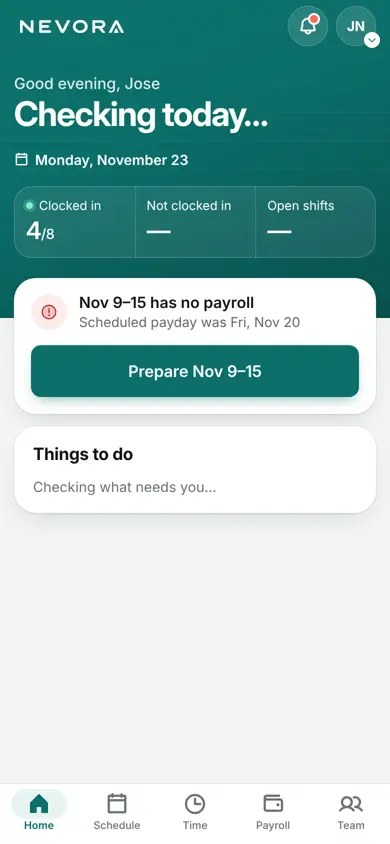 NEVORA
JN
Good evening, Jose
Checking today...
Monday, November 23
Clocked in
4/8
Not clocked in
—
Open shifts
—
Nov 9–15 has no payroll
Scheduled payday was Fri, Nov 20
Prepare Nov 9–15
Things to do
Checking what needs you...
Home
Schedule
Time
Payroll
Team